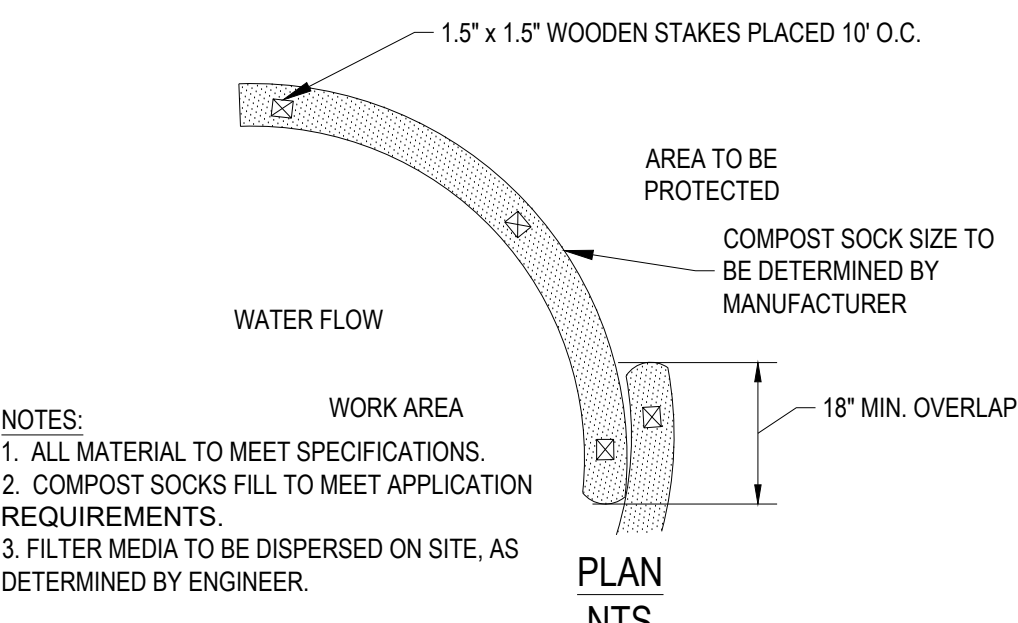 1.5" x 1.5" WOODEN STAKES PLACED 10' O.C.
AREA TO BE
PROTECTED
COMPOST SOCK SIZE TO
BE DETERMINED BY
MANUFACTURER
WATER FLOW
WORK AREA
18" MIN. OVERLAP
NOTES:
1. ALL MATERIAL TO MEET SPECIFICATIONS.
2. COMPOST SOCKS FILL TO MEET APPLICATION
REQUIREMENTS.
3. FILTER MEDIA TO BE DISPERSED ON SITE, AS
DETERMINED BY ENGINEER.
PLAN
NTS